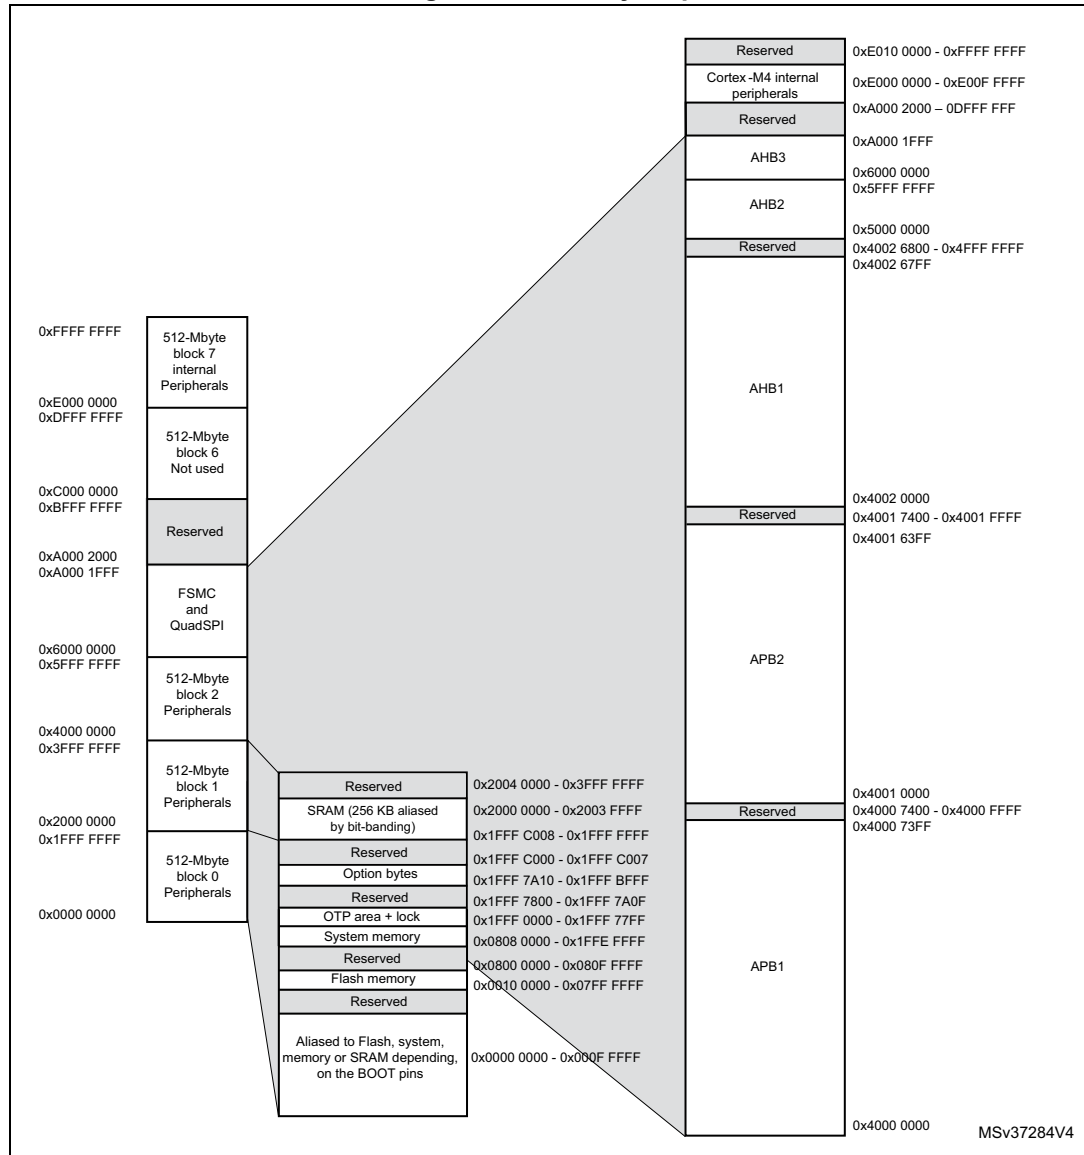 Reserved
0xE010 0000 - 0xFFFF FFFF
Cortex-M4 internal
peripherals
0xE000 0000 - 0xE00F FFFF
Reserved
0xA000 2000 – 0DFFF FFF
0xA000 1FFF
AHB3
0x6000 0000
0x5FFF FFFF
AHB2
0x5000 0000
Reserved
0x4002 6800 - 0x4FFF FFFF
0x4002 67FF
AHB1
0x4002 0000
Reserved
0x4001 7400 - 0x4001 FFFF
0x4001 63FF
APB2
0x4001 0000
Reserved
0x4000 7400 - 0x4000 FFFF
0x4000 73FF
APB1
0x4000 0000
0xFFFF FFFF
512-Mbyte
block 7
internal
Peripherals
0xE000 0000
0xDFFF FFFF
512-Mbyte
block 6
Not used
0xC000 0000
0xBFFF FFFF
Reserved
0xA000 2000
0xA000 1FFF
FSMC
and
QuadSPI
0x6000 0000
0x5FFF FFFF
512-Mbyte
block 2
Peripherals
0x4000 0000
0x3FFF FFFF
512-Mbyte
block 1
Peripherals
0x2000 0000
0x1FFF FFFF
512-Mbyte
block 0
Peripherals
0x0000 0000
Reserved
0x2004 0000 - 0x3FFF FFFF
SRAM (256 KB aliased
by bit-banding)
0x2000 0000 - 0x2003 FFFF
0x1FFF C008 - 0x1FFF FFFF
Reserved
0x1FFF C000 - 0x1FFF C007
Option bytes
0x1FFF 7A10 - 0x1FFF BFFF
Reserved
0x1FFF 7800 - 0x1FFF 7A0F
OTP area + lock
0x1FFF 0000 - 0x1FFF 77FF
System memory
0x0808 0000 - 0x1FFE FFFF
Reserved
0x0800 0000 - 0x080F FFFF
Flash memory
0x0010 0000 - 0x07FF FFFF
Reserved
Aliased to Flash, system,
memory or SRAM depending,
on the BOOT pins
0x0000 0000 - 0x000F FFFF
MSv37284V4